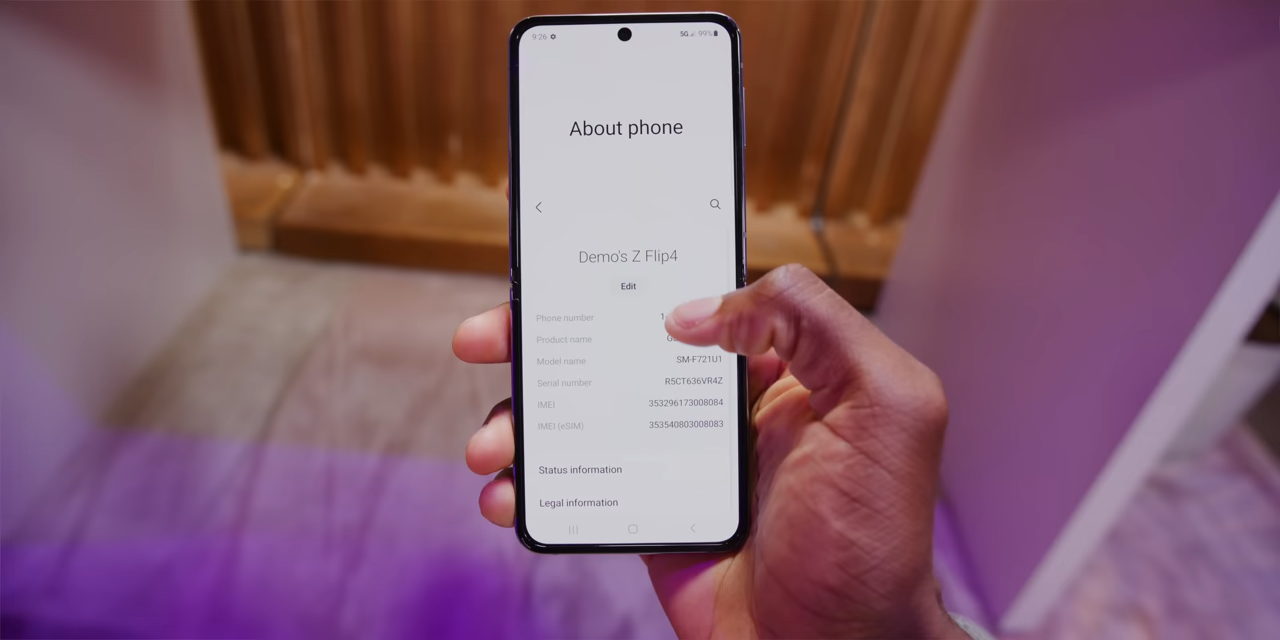 9:26 5G 99%
About phone
Demo's Z Flip4
Edit
Phone number 1
Product name G
Model name SM-F721U1
Serial number R5CT636VR4Z
IMEI 353296173008084
IMEI (eSIM) 353540803008083
Status information
Legal information